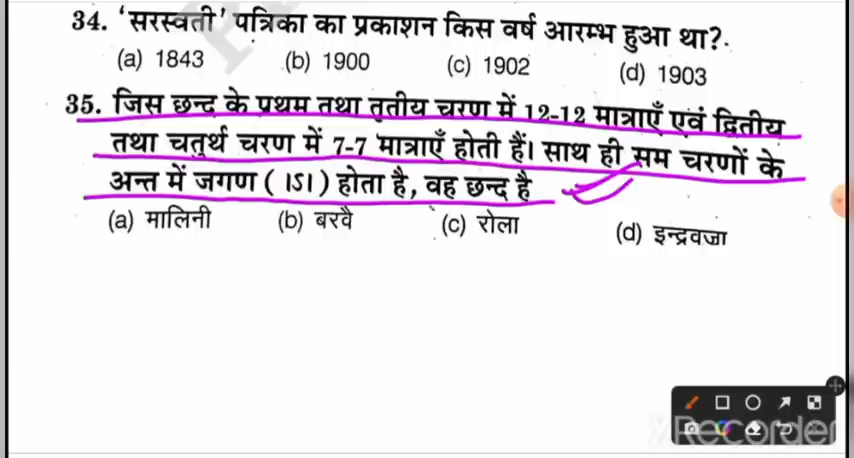 34. ‘सरस्वती’ पत्रिका का प्रकाशन किस वर्ष आरम्भ हुआ था?
(a) 1843 (b) 1900 (c) 1902 (d) 1903
35. जिस छन्द के प्रथम तथा तृतीय चरण में 12-12 मात्राएँ एवं द्वितीय
तथा चतुर्थ चरण में 7-7 मात्राएँ होती हैं। साथ ही सम चरणों के
अन्त में जगण ( ।ऽ। ) होता है, वह छन्द है
(a) मालिनी (b) बरवै (c) रोला (d) इन्द्रवज्रा
XRecorder